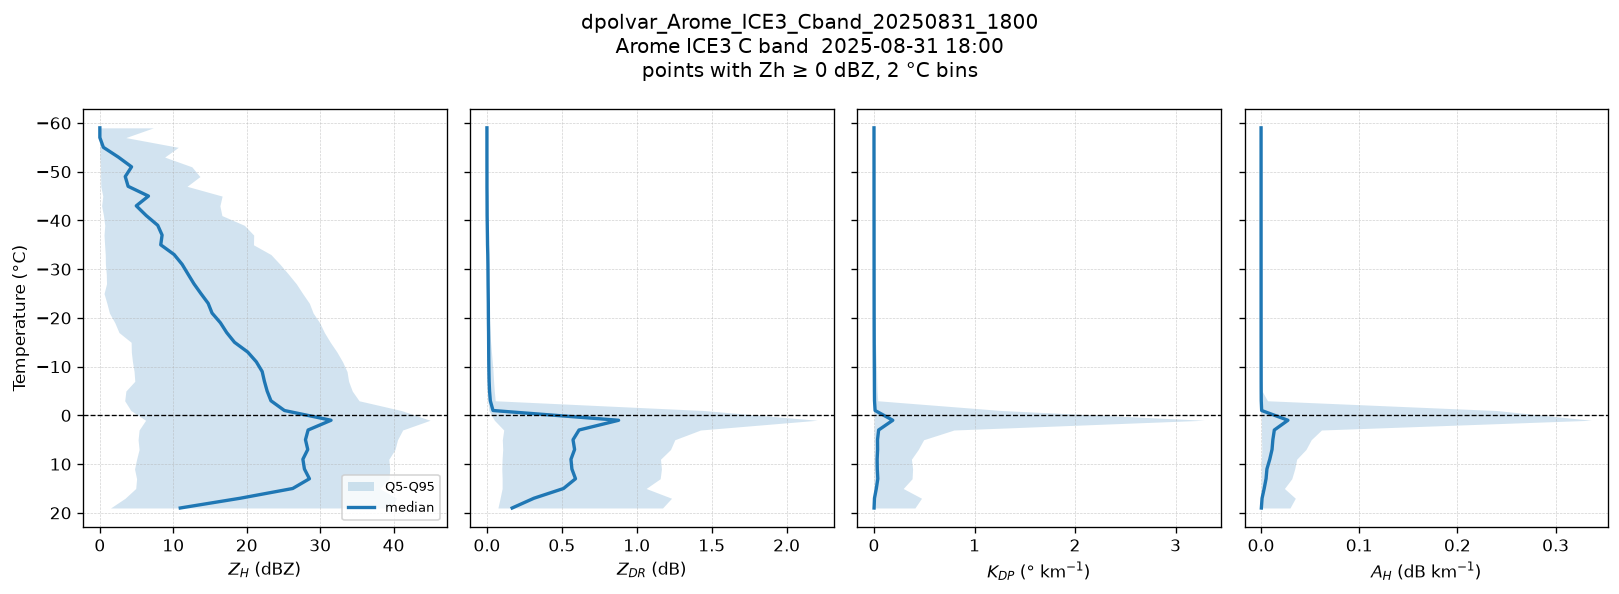 dpolvar_Arome_ICE3_Cband_20250831_1800
Arome ICE3 C band  2025-08-31 18:00
points with Zh ≥ 0 dBZ, 2 °C bins
Temperature (°C)
−60
−50
−40
−30
−20
−10
0
10
20
0 10 20 30 40
Z_H (dBZ)
Q5-Q95
median
0.0 0.5 1.0 1.5 2.0
Z_DR (dB)
0 1 2 3
K_DP (° km⁻¹)
0.0 0.1 0.2 0.3
A_H (dB km⁻¹)